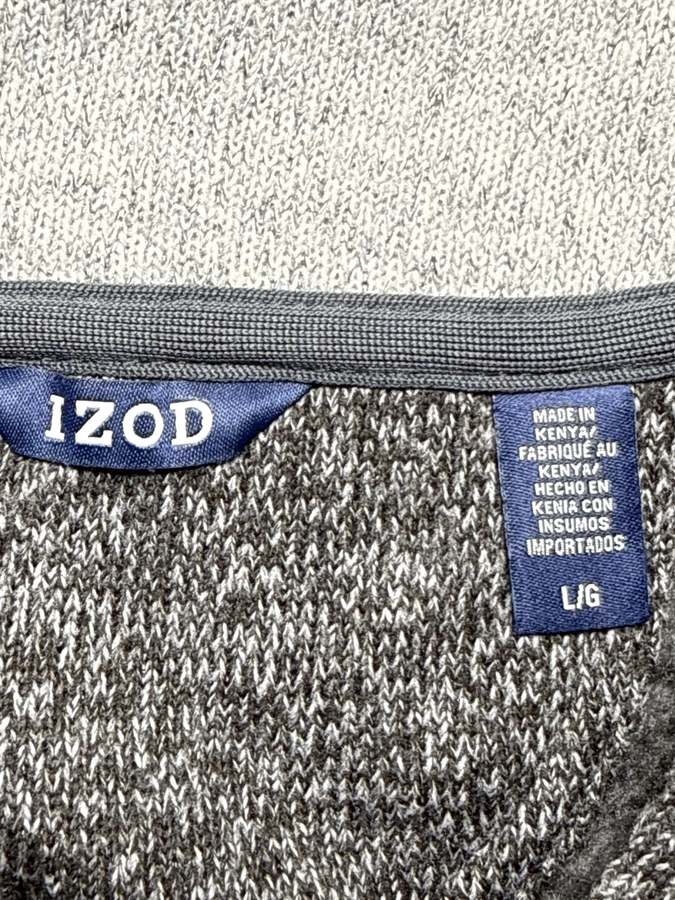 IZOD
MADE IN
KENYA/
FABRIQUÉ AU
KENYA/
HECHO EN
KENIA CON
INSUMOS
IMPORTADOS
L/G